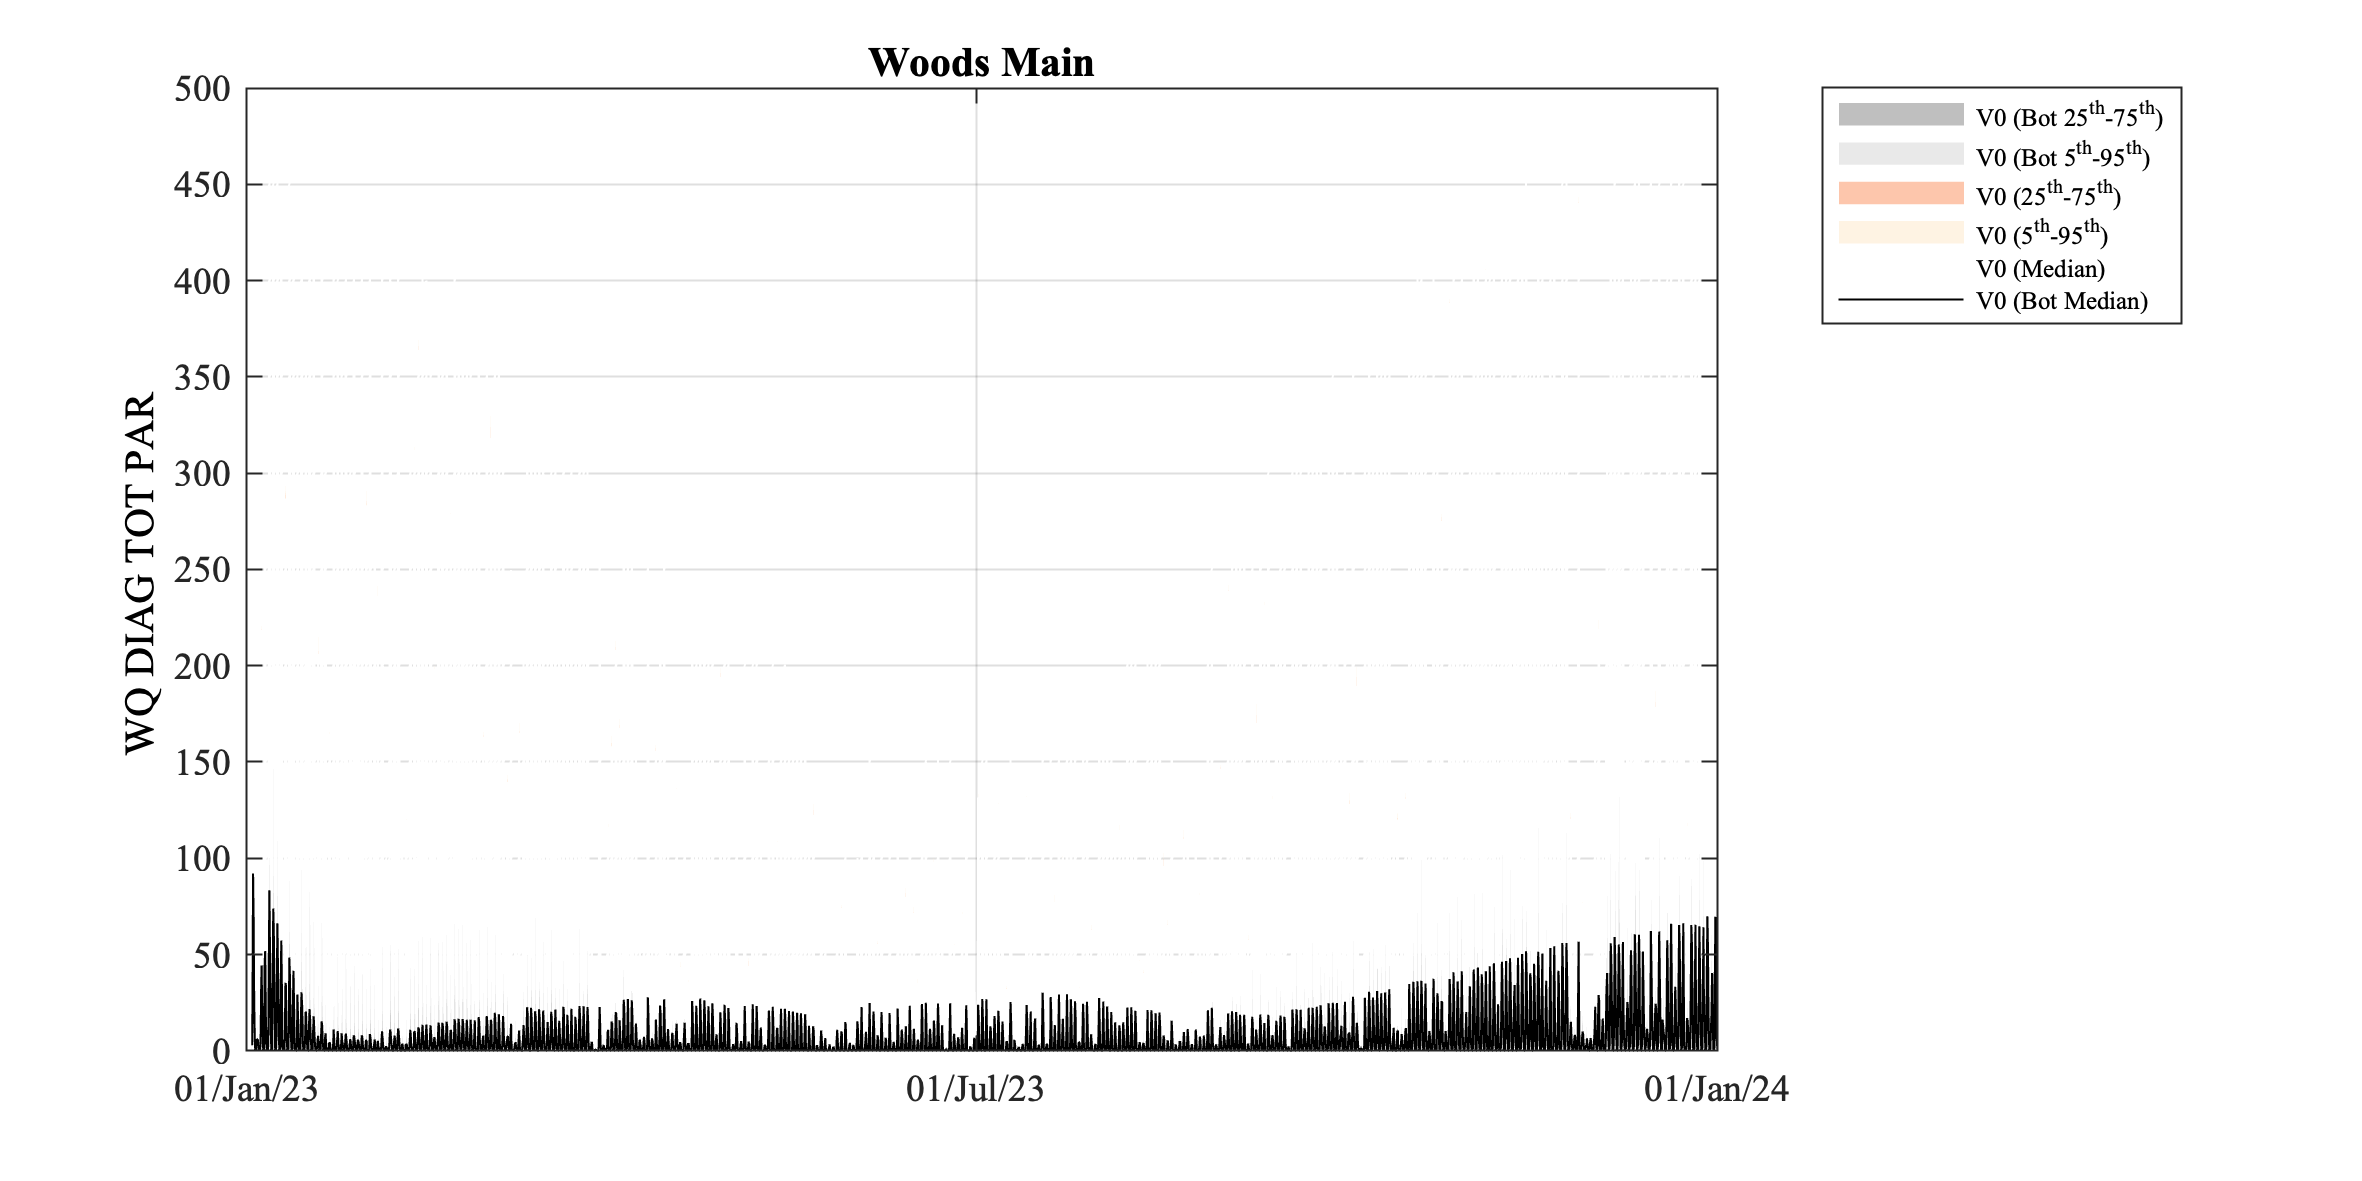 Woods Main
500
450
400
350
300
250
200
150
100
50
0
WQ DIAG TOT PAR
01/Jan/23
01/Jul/23
01/Jan/24
V0 (Bot 25th-75th)
V0 (Bot 5th-95th)
V0 (25th-75th)
V0 (5th-95th)
V0 (Median)
V0 (Bot Median)